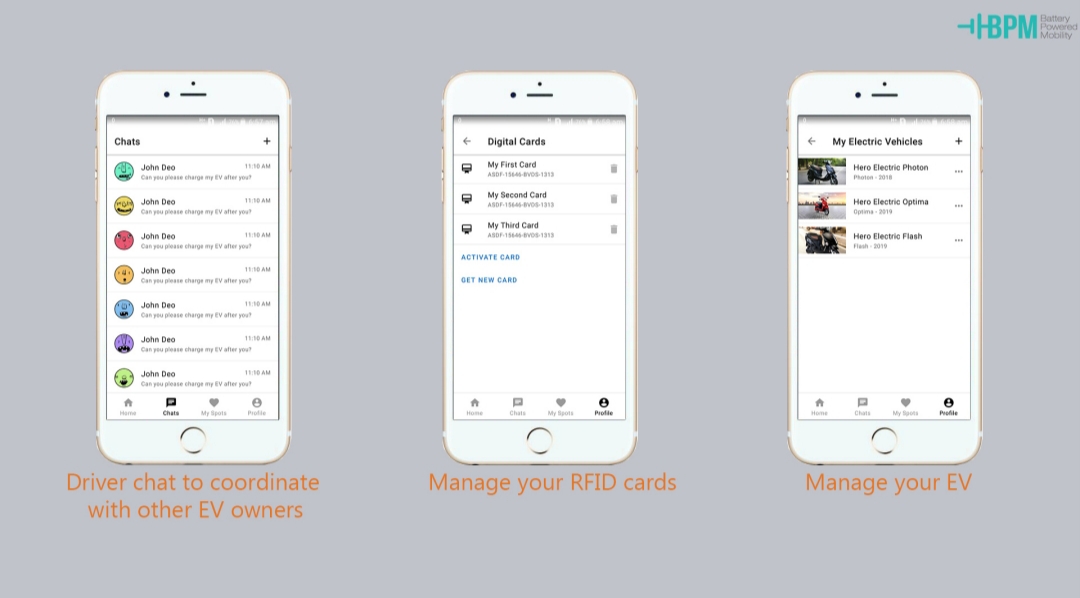 BPM
Battery
Powered
Mobility
Chats
+
John Deo
11:10 AM
Can you please charge my EV after you?
John Deo
11:10 AM
Can you please charge my EV after you?
John Deo
11:10 AM
Can you please charge my EV after you?
John Deo
11:10 AM
Can you please charge my EV after you?
John Deo
11:10 AM
Can you please charge my EV after you?
John Deo
11:10 AM
Can you please charge my EV after you?
John Deo
11:10 AM
Can you please charge my EV after you?
Home Chats My Spots Profile
Driver chat to coordinate
with other EV owners
Digital Cards
My First Card
ASDF-15646-BVDS-1313
My Second Card
ASDF-15646-BVDS-1313
My Third Card
ASDF-15646-BVDS-1313
ACTIVATE CARD
GET NEW CARD
Home Chats My Spots Profile
Manage your RFID cards
My Electric Vehicles
+
Hero Electric Photon
Photon - 2018
Hero Electric Optima
Optima - 2019
Hero Electric Flash
Flash - 2019
Home Chats My Spots Profile
Manage your EV